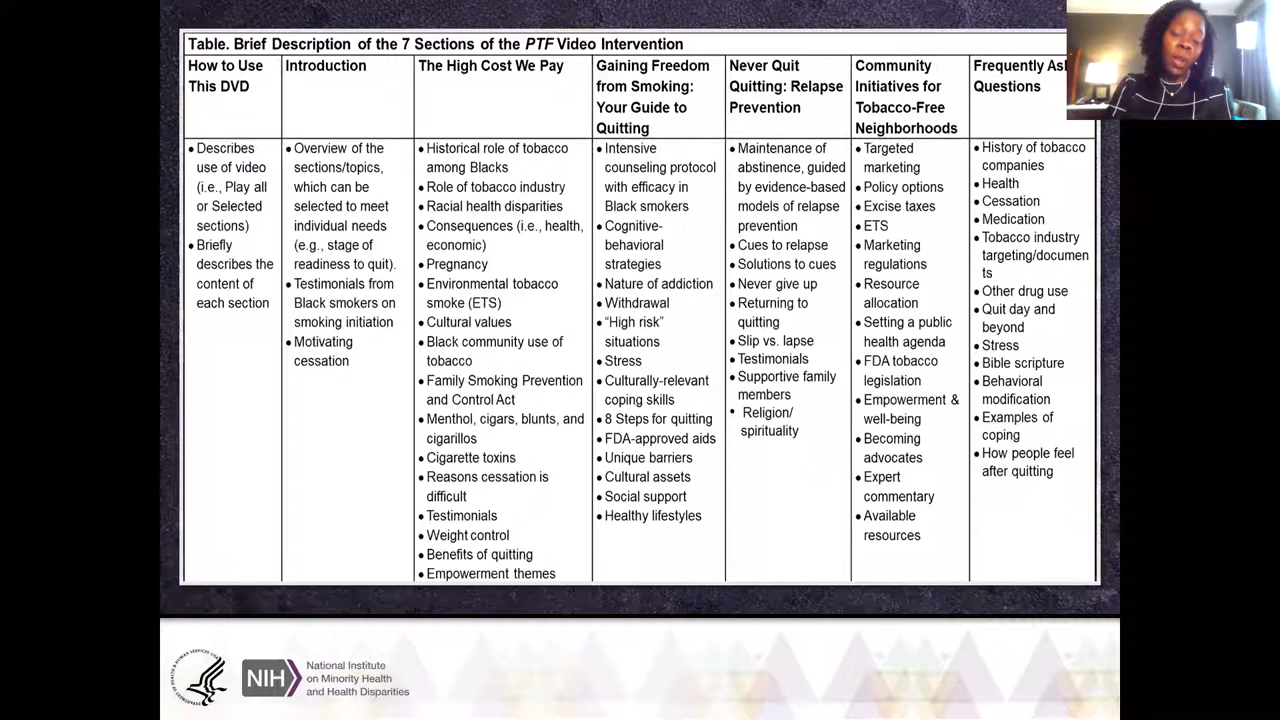 Table. Brief Description of the 7 Sections of the PTF Video Intervention
How to Use
This DVD
• Describes
use of video
(i.e., Play all
or Selected
sections)
• Briefly
describes the
content of
each section
Introduction
• Overview of the
sections/topics,
which can be
selected to meet
individual needs
(e.g., stage of
readiness to quit).
• Testimonials from
Black smokers on
smoking initiation
• Motivating
cessation
The High Cost We Pay
• Historical role of tobacco
among Blacks
• Role of tobacco industry
• Racial health disparities
• Consequences (i.e., health,
economic)
• Pregnancy
• Environmental tobacco
smoke (ETS)
• Cultural values
• Black community use of
tobacco
• Family Smoking Prevention
and Control Act
• Menthol, cigars, blunts, and
cigarillos
• Cigarette toxins
• Reasons cessation is
difficult
• Testimonials
• Weight control
• Benefits of quitting
• Empowerment themes
Gaining Freedom
from Smoking:
Your Guide to
Quitting
• Intensive
counseling protocol
with efficacy in
Black smokers
• Cognitive-
behavioral
strategies
• Nature of addiction
• Withdrawal
• “High risk”
situations
• Stress
• Culturally-relevant
coping skills
• 8 Steps for quitting
• FDA-approved aids
• Unique barriers
• Cultural assets
• Social support
• Healthy lifestyles
Never Quit
Quitting: Relapse
Prevention
• Maintenance of
abstinence, guided
by evidence-based
models of relapse
prevention
• Cues to relapse
• Solutions to cues
• Never give up
• Returning to
quitting
• Slip vs. lapse
• Testimonials
• Supportive family
members
• Religion/
spirituality
Community
Initiatives for
Tobacco-Free
Neighborhoods
• Targeted
marketing
• Policy options
• Excise taxes
• ETS
• Marketing
regulations
• Resource
allocation
• Setting a public
health agenda
• FDA tobacco
legislation
• Empowerment &
well-being
• Becoming
advocates
• Expert
commentary
• Available
resources
Frequently
Questions
• History of tobacco
companies
• Health
• Cessation
• Medication
• Tobacco industry
targeting/documen
ts
• Other drug use
• Quit day and
beyond
• Stress
• Bible scripture
• Behavioral
modification
• Examples of
coping
• How people feel
after quitting
NIH
National Institute
on Minority Health
and Health Disparities